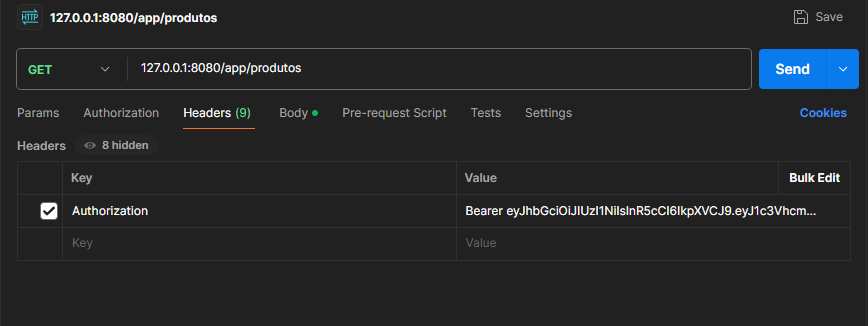 HTTP 127.0.0.1:8080/app/produtos Save
GET 127.0.0.1:8080/app/produtos Send
Params Authorization Headers (9) Body Pre-request Script Tests Settings Cookies
Headers 8 hidden
Key Value Bulk Edit
Authorization Bearer eyJhbGciOiJIUzI1NiIsInR5cCI6IkpXVCJ9.eyJ1c3Vhcm...
Key Value